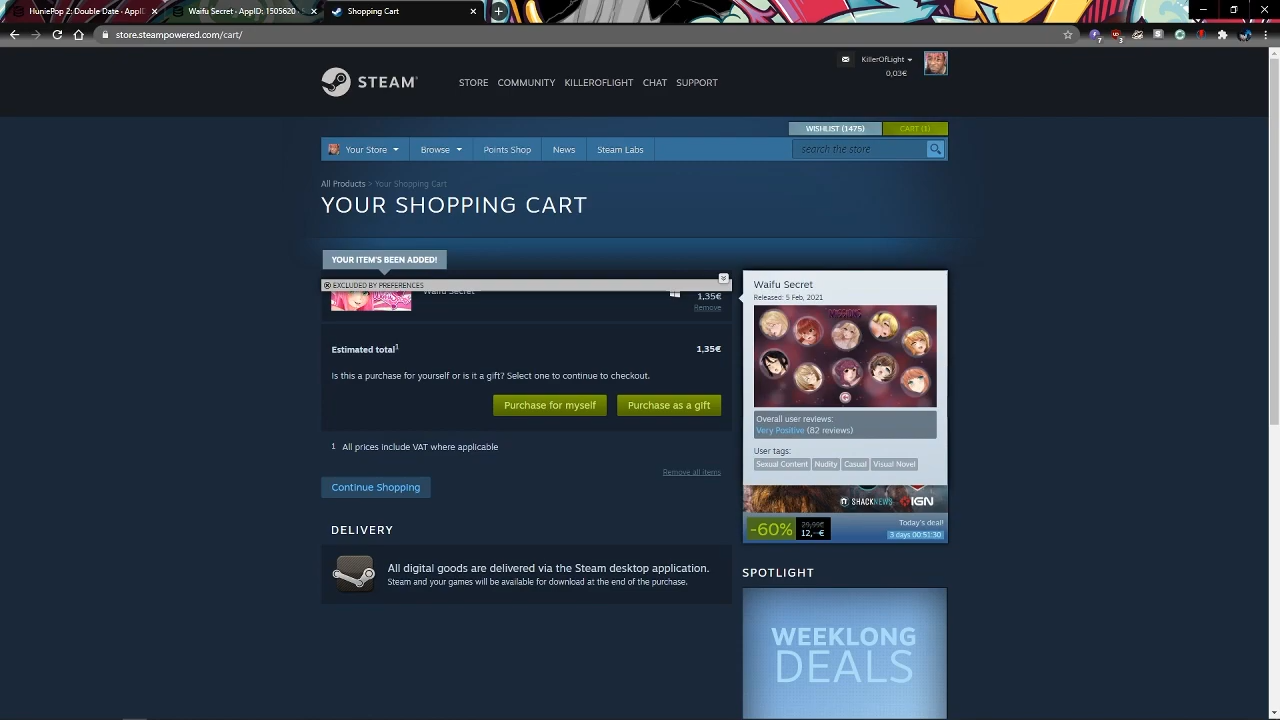 HuniePop 2: Double Date - AppID
Waifu Secret - AppID: 1505620 -
Shopping Cart
store.steampowered.com/cart/
7
3
STEAM
STORE COMMUNITY KILLEROFLIGHT CHAT SUPPORT
KillerOfLight
0,03€
WISHLIST (1475)
CART (1)
Your Store Browse Points Shop News Steam Labs
search the store
All Products > Your Shopping Cart
YOUR SHOPPING CART
YOUR ITEM'S BEEN ADDED!
EXCLUDED BY PREFERENCES
Waifu Secret
1,35€
Remove
Estimated total1
1,35€
Is this a purchase for yourself or is it a gift? Select one to continue to checkout.
Purchase for myself
Purchase as a gift
1 All prices include VAT where applicable
Remove all items
Continue Shopping
DELIVERY
All digital goods are delivered via the Steam desktop application.
Steam and your games will be available for download at the end of the purchase.
Waifu Secret
Released: 5 Feb, 2021
Overall user reviews:
Very Positive (82 reviews)
User tags:
Sexual Content Nudity Casual Visual Novel
SHACKNEWS IGN
-60%
29,99€
12,--€
Today's deal!
3 days 00:51:30
SPOTLIGHT
WEEKLONG
DEALS